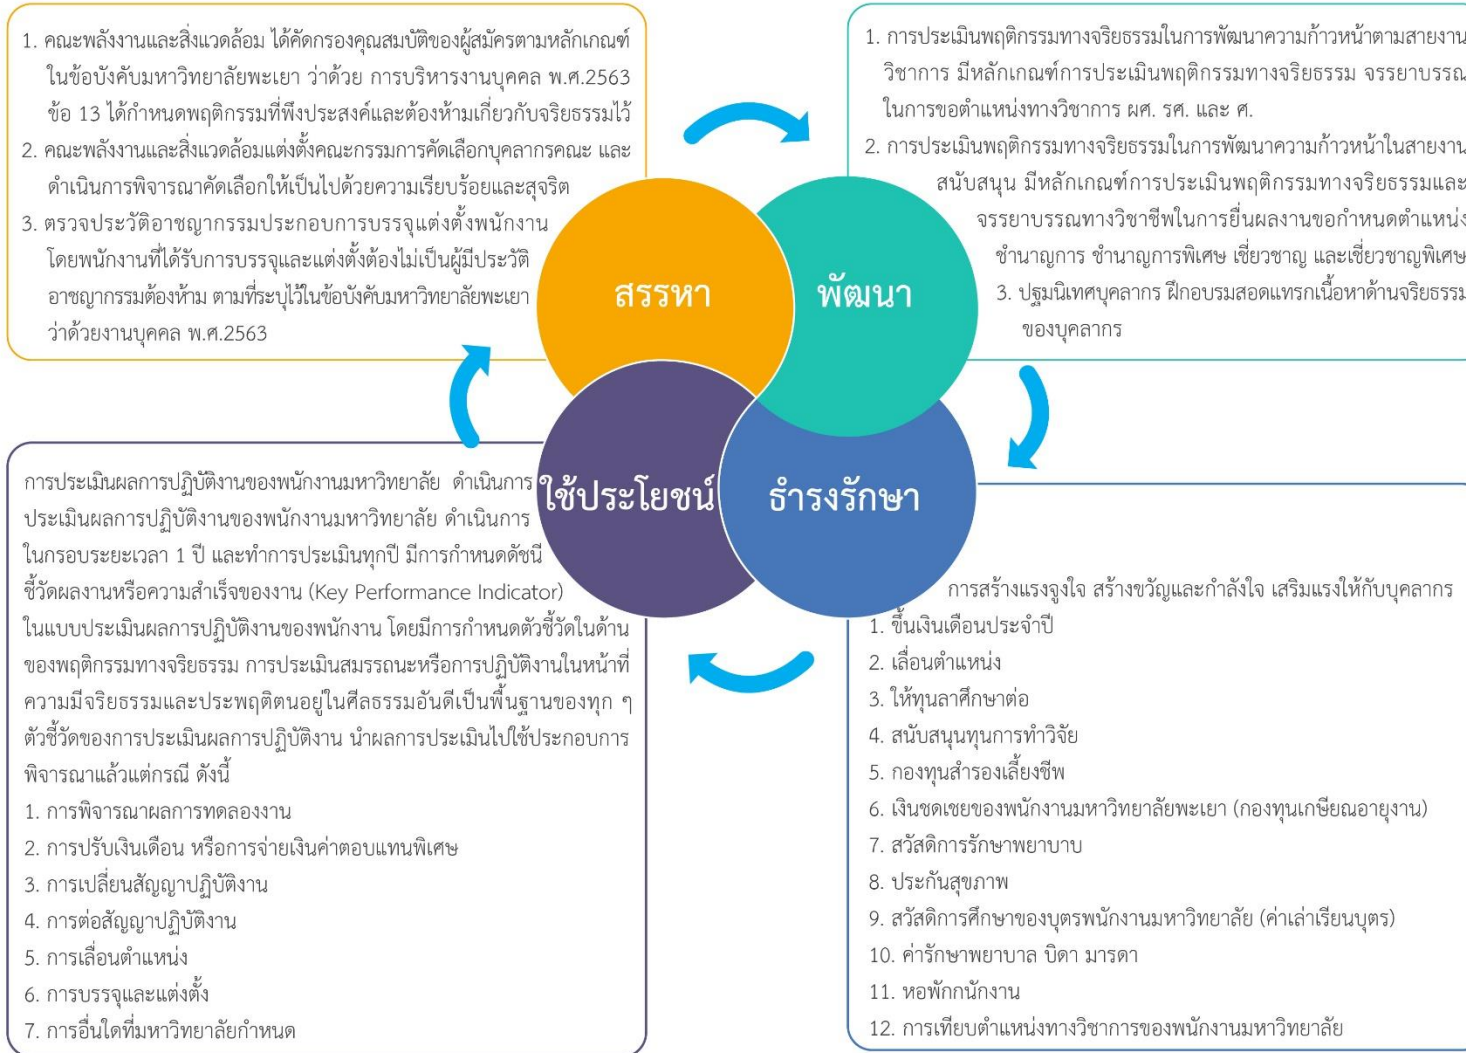 1. คณะพลังงานและสิ่งแวดล้อม ได้คัดกรองคุณสมบัติของผู้สมัครตามหลักเกณฑ์
ในข้อบังคับมหาวิทยาลัยพะเยา ว่าด้วย การบริหารงานบุคคล พ.ศ.2563
ข้อ 13 ได้กำหนดพฤติกรรมที่พึงประสงค์และต้องห้ามเกี่ยวกับจริยธรรมไว้
2. คณะพลังงานและสิ่งแวดล้อมแต่งตั้งคณะกรรมการคัดเลือกบุคลากรคณะ และ
ดำเนินการพิจารณาคัดเลือกให้เป็นไปด้วยความเรียบร้อยและสุจริต
3. ตรวจประวัติอาชญากรรมประกอบการบรรจุแต่งตั้งพนักงาน
โดยพนักงานที่ได้รับการบรรจุและแต่งตั้งต้องไม่เป็นผู้มีประวัติ
อาชญากรรมต้องห้าม ตามที่ระบุไว้ในข้อบังคับมหาวิทยาลัยพะเยา
ว่าด้วยงานบุคคล พ.ศ.2563
1. การประเมินพฤติกรรมทางจริยธรรมในการพัฒนาความก้าวหน้าตามสายงาน
วิชาการ มีหลักเกณฑ์การประเมินพฤติกรรมทางจริยธรรม จรรยาบรรณ
ในการขอตำแหน่งทางวิชาการ ผศ. รศ. และ ศ.
2. การประเมินพฤติกรรมทางจริยธรรมในการพัฒนาความก้าวหน้าในสายงาน
สนับสนุน มีหลักเกณฑ์การประเมินพฤติกรรมทางจริยธรรมและ
จรรยาบรรณทางวิชาชีพในการยื่นผลงานขอกำหนดตำแหน่ง
ชำนาญการ ชำนาญการพิเศษ เชี่ยวชาญ และเชี่ยวชาญพิเศษ
3. ปฐมนิเทศบุคลากร ฝึกอบรมสอดแทรกเนื้อหาด้านจริยธรรม
ของบุคลากร
สรรหา
พัฒนา
ใช้ประโยชน์
ธำรงรักษา
การประเมินผลการปฏิบัติงานของพนักงานมหาวิทยาลัย ดำเนินการ
ประเมินผลการปฏิบัติงานของพนักงานมหาวิทยาลัย ดำเนินการ
ในกรอบระยะเวลา 1 ปี และทำการประเมินทุกปี มีการกำหนดดัชนี
ชี้วัดผลงานหรือความสำเร็จของงาน (Key Performance Indicator)
ในแบบประเมินผลการปฏิบัติงานของพนักงาน โดยมีการกำหนดตัวชี้วัดในด้าน
ของพฤติกรรมทางจริยธรรม การประเมินสมรรถนะหรือการปฏิบัติงานในหน้าที่
ความมีจริยธรรมและประพฤติตนอยู่ในศีลธรรมอันดีเป็นพื้นฐานของทุก ๆ
ตัวชี้วัดของการประเมินผลการปฏิบัติงาน นำผลการประเมินไปใช้ประกอบการ
พิจารณาแล้วแต่กรณี ดังนี้
1. การพิจารณาผลการทดลองงาน
2. การปรับเงินเดือน หรือการจ่ายเงินค่าตอบแทนพิเศษ
3. การเปลี่ยนสัญญาปฏิบัติงาน
4. การต่อสัญญาปฏิบัติงาน
5. การเลื่อนตำแหน่ง
6. การบรรจุและแต่งตั้ง
7. การอื่นใดที่มหาวิทยาลัยกำหนด
การสร้างแรงจูงใจ สร้างขวัญและกำลังใจ เสริมแรงให้กับบุคลากร
1. ขึ้นเงินเดือนประจำปี
2. เลื่อนตำแหน่ง
3. ให้ทุนลาศึกษาต่อ
4. สนับสนุนทุนการทำวิจัย
5. กองทุนสำรองเลี้ยงชีพ
6. เงินชดเชยของพนักงานมหาวิทยาลัยพะเยา (กองทุนเกษียณอายุงาน)
7. สวัสดิการรักษาพยาบาบ
8. ประกันสุขภาพ
9. สวัสดิการศึกษาของบุตรพนักงานมหาวิทยาลัย (ค่าเล่าเรียนบุตร)
10. ค่ารักษาพยาบาล บิดา มารดา
11. หอพักกนักงาน
12. การเทียบตำแหน่งทางวิชาการของพนักงานมหาวิทยาลัย